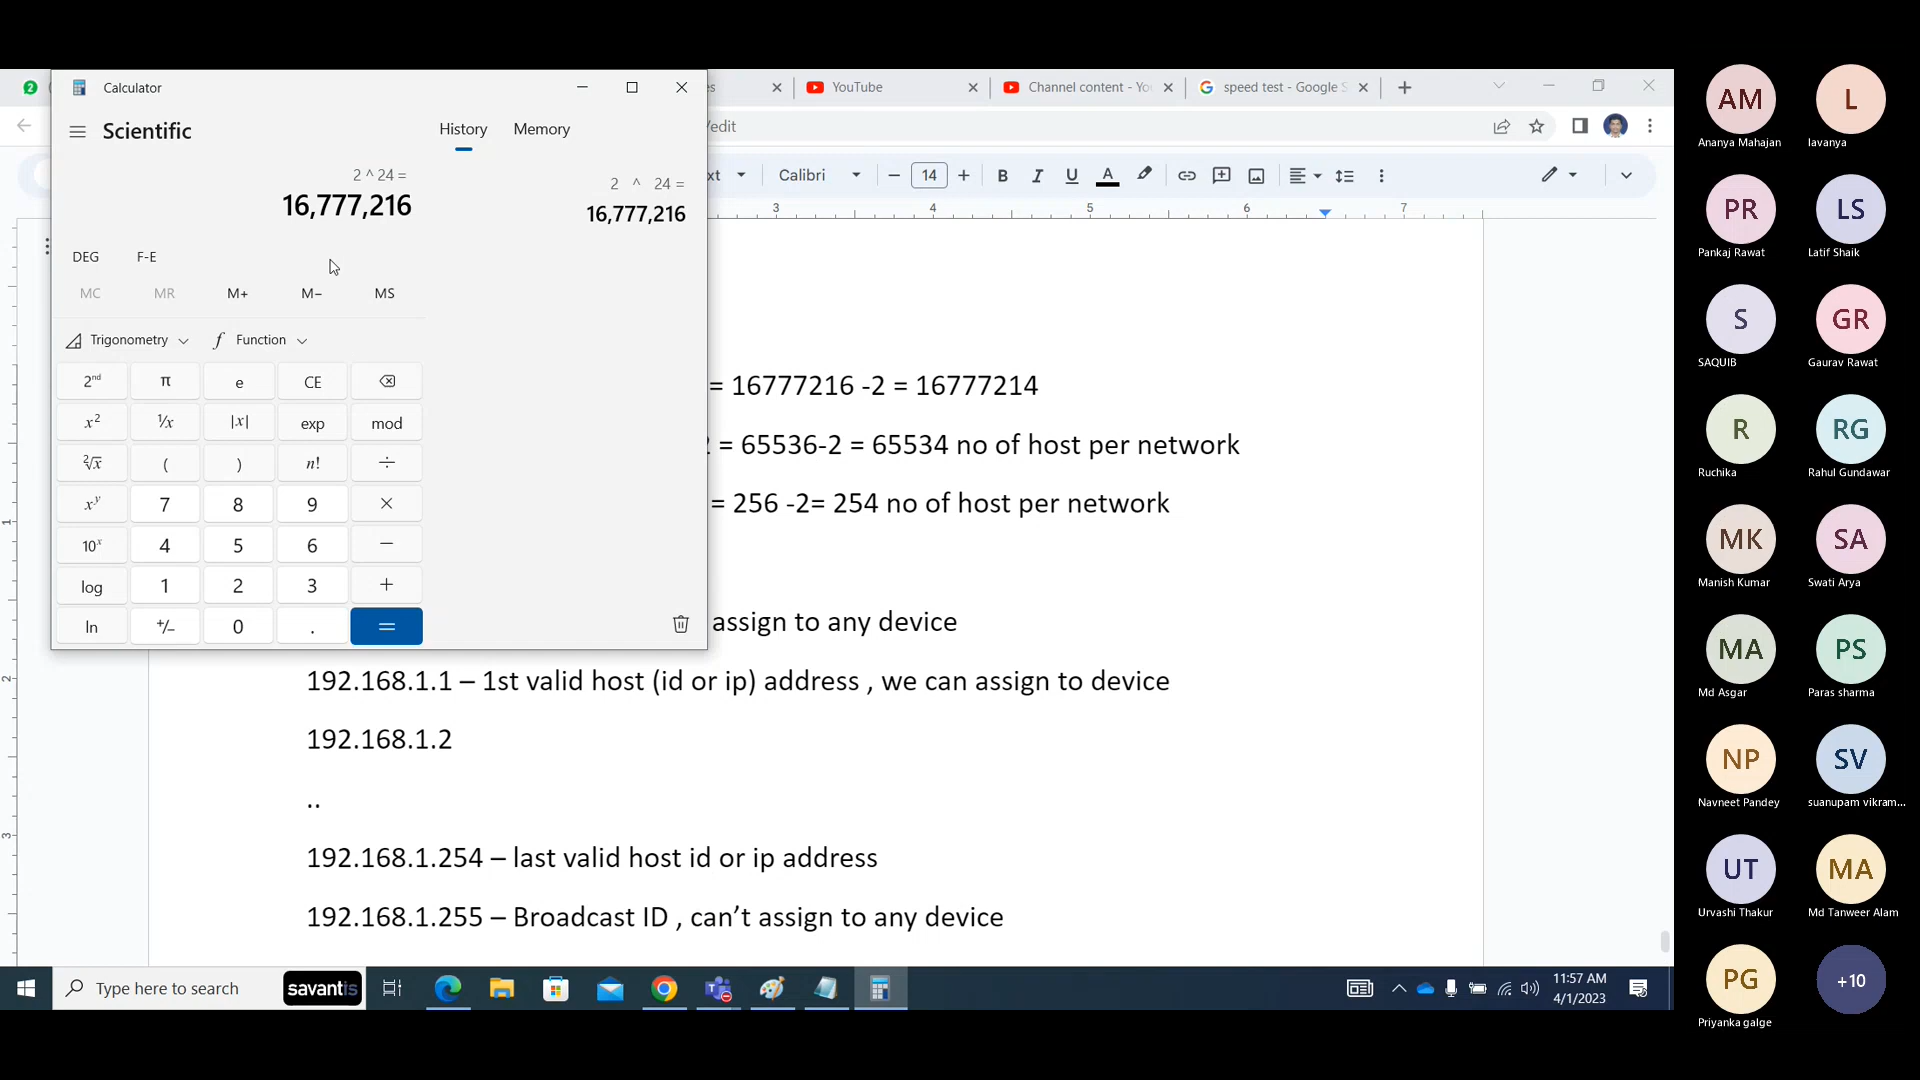 2
Calculator
es
YouTube
Channel content - Yo
speed test - Google S
/edit
Scientific
History
Memory
xt
Calibri
14
B
I
U
A
2 ^ 24 =
16,777,216
2 ^ 24 =
16,777,216
3
4
5
6
7
DEG
F-E
MC
MR
M+
M−
MS
Trigonometry
f Function
2nd
π
e
CE
x2
1/x
|x|
exp
mod
2√x
(
)
n!
÷
xy
7
8
9
×
10x
4
5
6
−
log
1
2
3
+
ln
+/−
0
.
=
= 16777216 -2 = 16777214
2 = 65536-2 = 65534 no of host per network
= 256 -2= 254 no of host per network
assign to any device
192.168.1.1 – 1st valid host (id or ip) address , we can assign to device
192.168.1.2
..
192.168.1.254 – last valid host id or ip address
192.168.1.255 – Broadcast ID , can’t assign to any device
1
2
3
Type here to search
savantis
11:57 AM
4/1/2023
AM
Ananya Mahajan
L
lavanya
PR
Pankaj Rawat
LS
Latif Shaik
S
SAQUIB
GR
Gaurav Rawat
R
Ruchika
RG
Rahul Gundawar
MK
Manish Kumar
SA
Swati Arya
MA
Md Asgar
PS
Paras sharma
NP
Navneet Pandey
SV
suanupam vikram...
UT
Urvashi Thakur
MA
Md Tanweer Alam
PG
Priyanka galge
+10